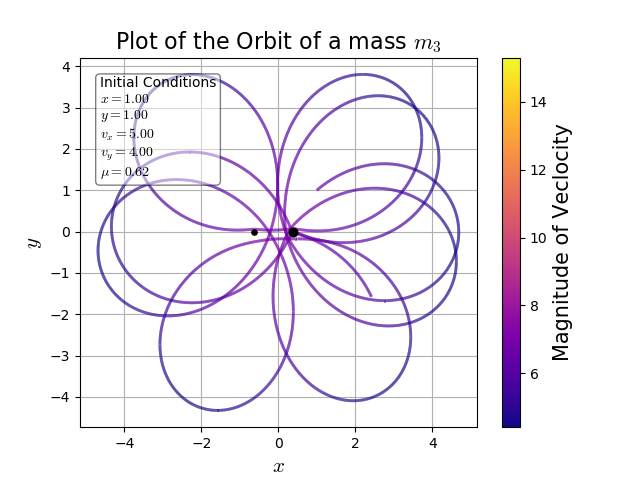 Plot of the Orbit of a mass m₃
Initial Conditions
x = 1.00
y = 1.00
vₓ = 5.00
v_y = 4.00
μ = 0.62
4
3
2
1
0
−1
−2
−3
−4
y
−4 −2 0 2 4
x
14
12
10
8
6
Magnitude of Veclocity